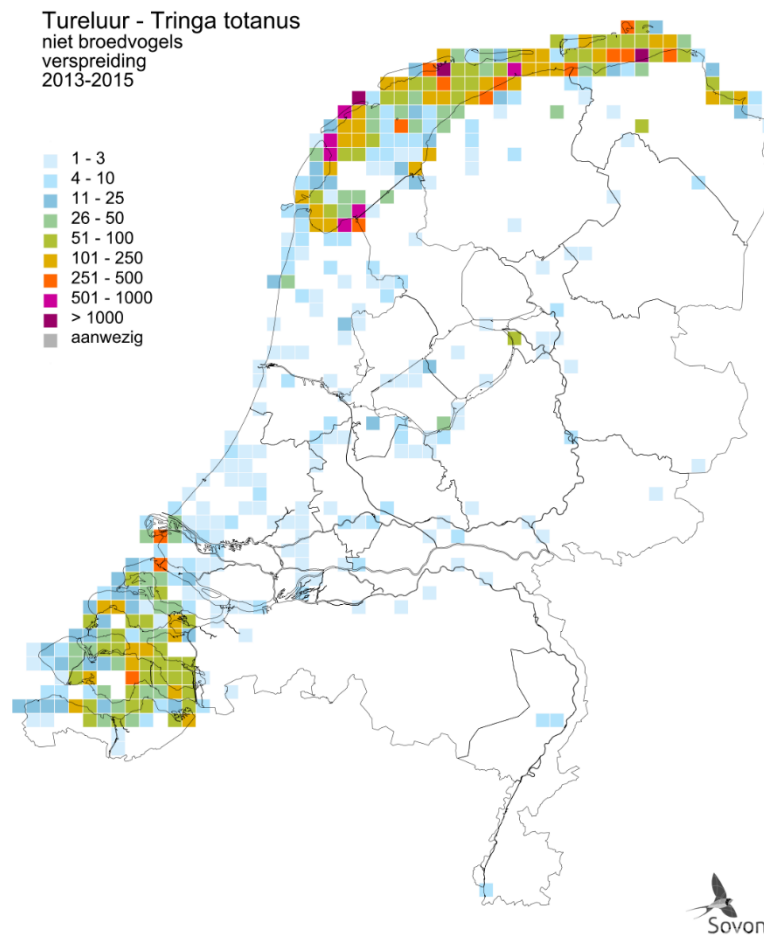 Tureluur - Tringa totanus
niet broedvogels
verspreiding
2013-2015
1 - 3
4 - 10
11 - 25
26 - 50
51 - 100
101 - 250
251 - 500
501 - 1000
> 1000
aanwezig
Sovon